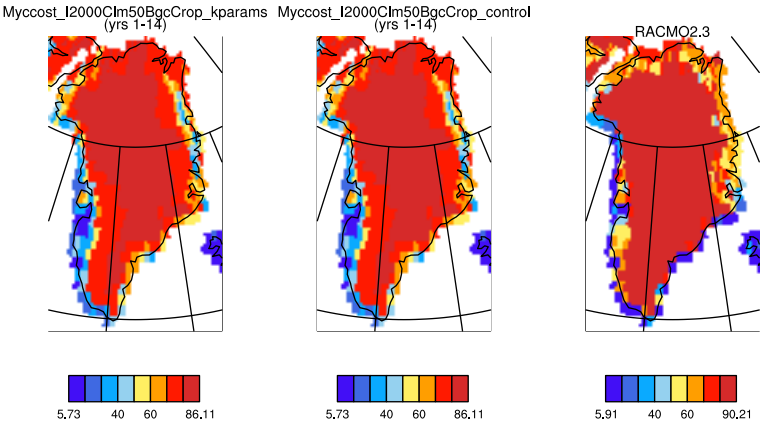 Myccost_I2000Clm50BgcCrop_kparams
(yrs 1-14)
Myccost_I2000Clm50BgcCrop_control
(yrs 1-14)
RACMO2.3
5.73 40 60 86.11
5.73 40 60 86.11
5.91 40 60 90.21